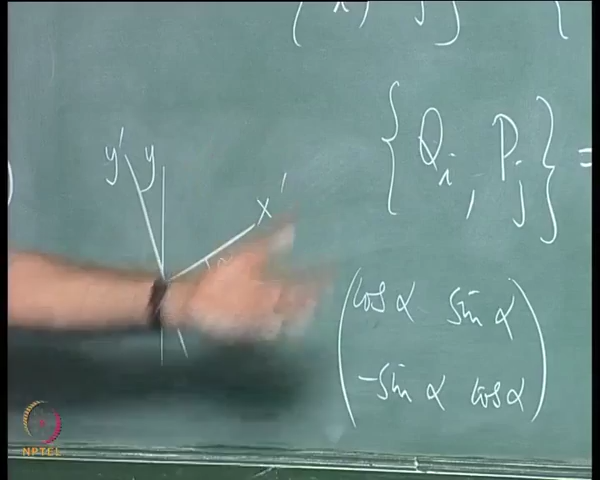 {Q_i, P_j} =
y' y
x'
α
cos α sin α
-sin α cos α
NPTEL